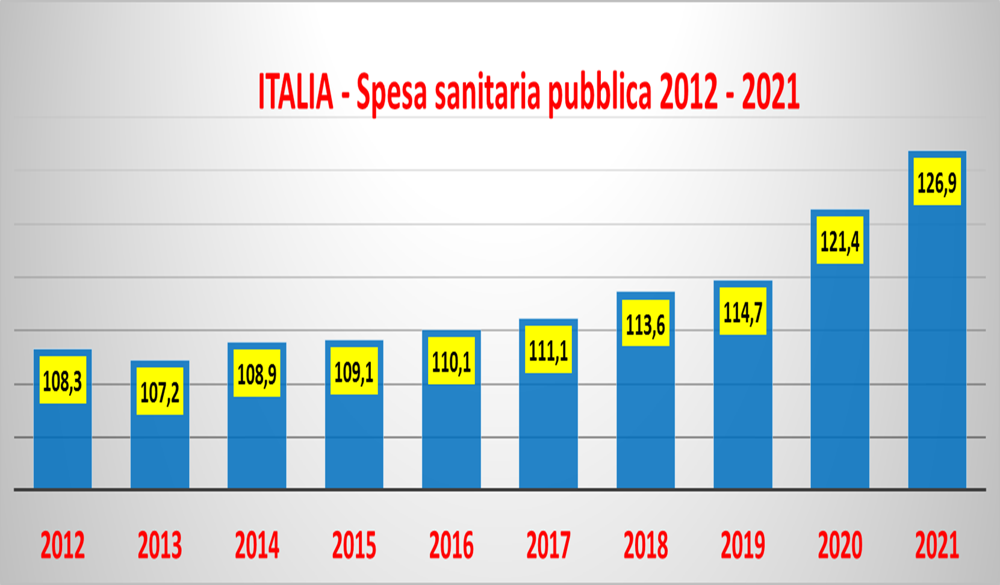 ITALIA - Spesa sanitaria pubblica 2012 - 2021
108,3 107,2 108,9 109,1 110,1 111,1 113,6 114,7 121,4 126,9
2012 2013 2014 2015 2016 2017 2018 2019 2020 2021